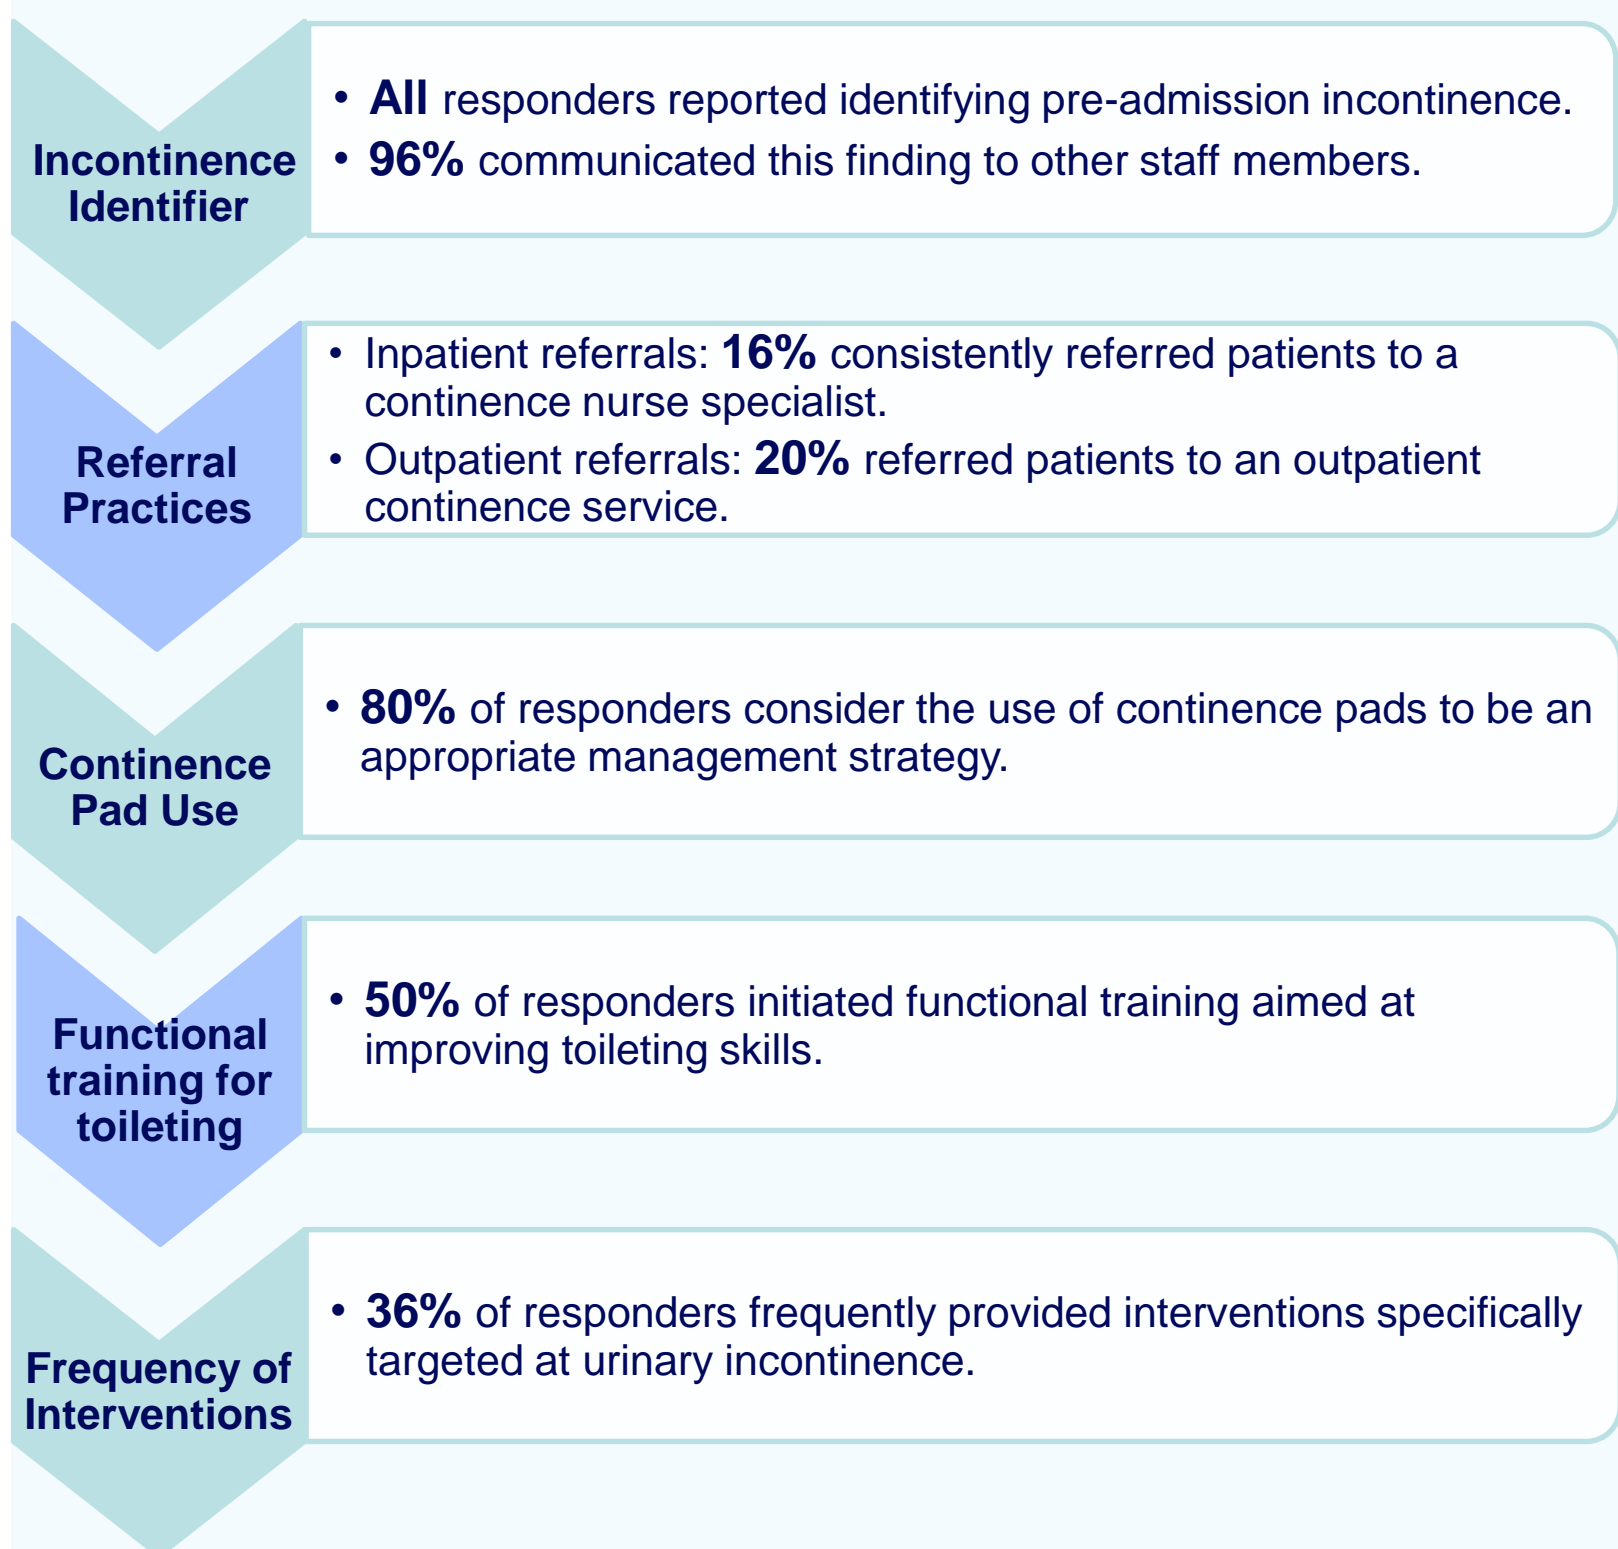 Incontinence
Identifier
• All responders reported identifying pre-admission incontinence.
• 96% communicated this finding to other staff members.
Referral
Practices
• Inpatient referrals: 16% consistently referred patients to a
continence nurse specialist.
• Outpatient referrals: 20% referred patients to an outpatient
continence service.
Continence
Pad Use
• 80% of responders consider the use of continence pads to be an
appropriate management strategy.
Functional
training for
toileting
• 50% of responders initiated functional training aimed at
improving toileting skills.
Frequency of
Interventions
• 36% of responders frequently provided interventions specifically
targeted at urinary incontinence.